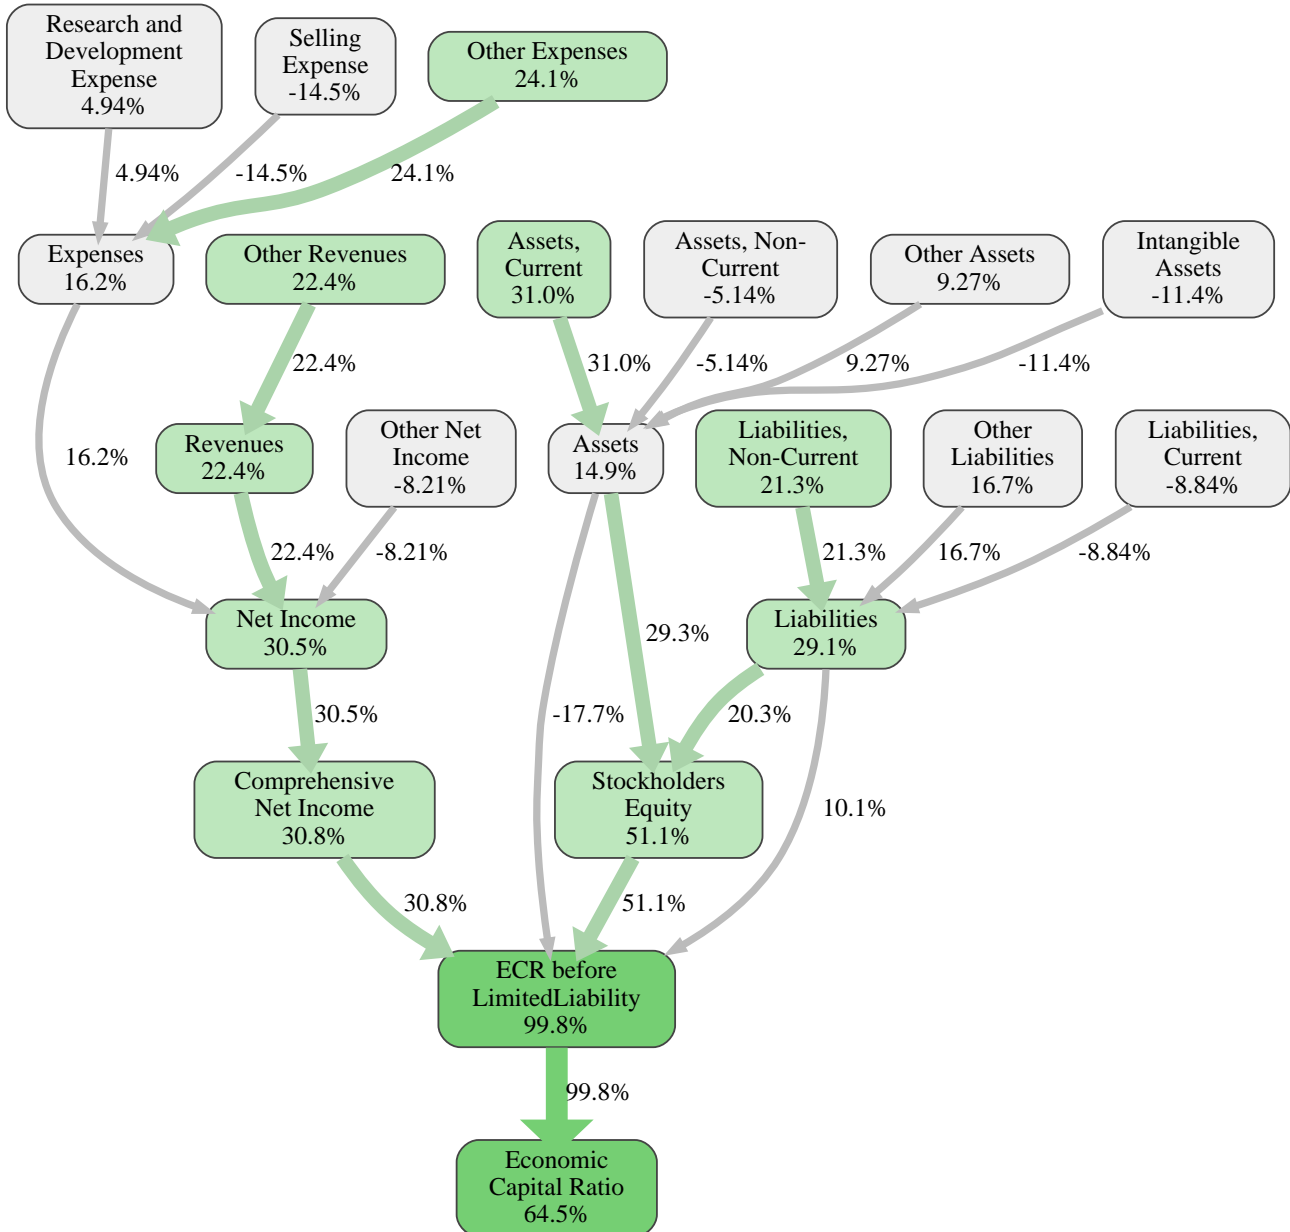 Research and
Development
Expense
4.94%
Selling
Expense
-14.5%
Other Expenses
24.1%
4.94%
-14.5%
24.1%
Expenses
16.2%
Other Revenues
22.4%
Assets,
Current
31.0%
Assets, Non-
Current
-5.14%
Other Assets
9.27%
Intangible
Assets
-11.4%
22.4%
31.0%
-5.14%
9.27%
-11.4%
16.2%
Revenues
22.4%
Other Net
Income
-8.21%
Assets
14.9%
Liabilities,
Non-Current
21.3%
Other
Liabilities
16.7%
Liabilities,
Current
-8.84%
22.4%
-8.21%
21.3%
16.7%
-8.84%
Net Income
30.5%
29.3%
Liabilities
29.1%
30.5%
-17.7%
20.3%
Comprehensive
Net Income
30.8%
Stockholders
Equity
51.1%
10.1%
30.8%
51.1%
ECR before
LimitedLiability
99.8%
99.8%
Economic
Capital Ratio
64.5%